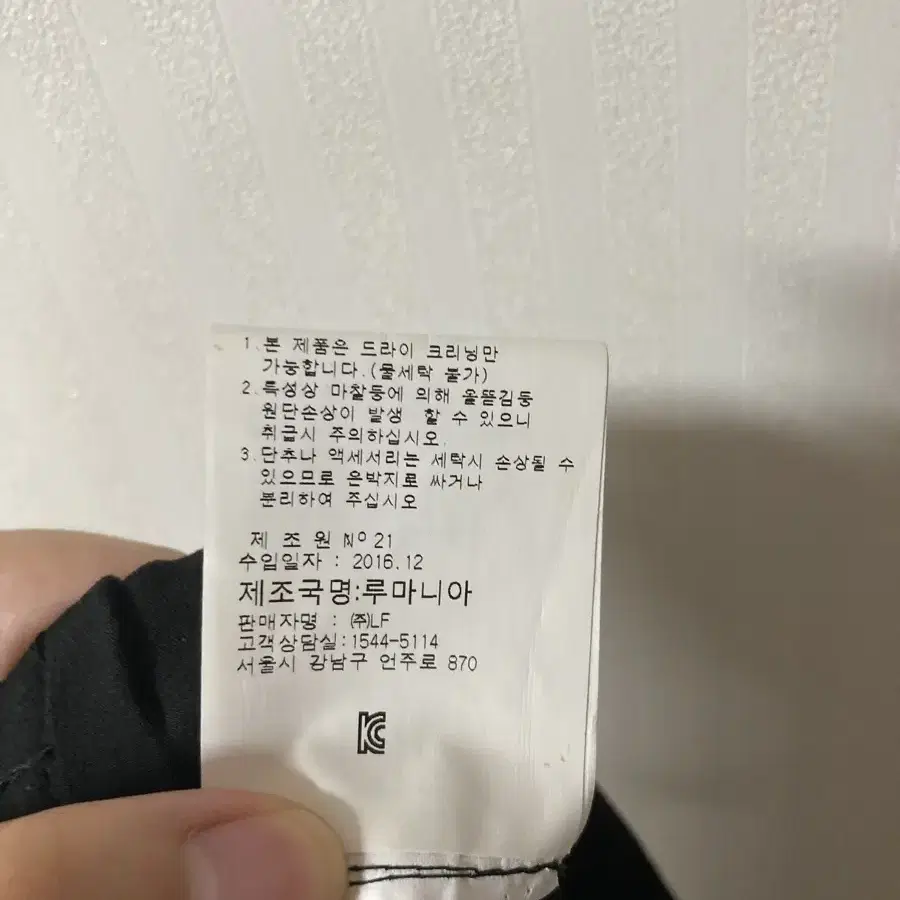 1.본 제품은 드라이 크리닝만
가능합니다.(물세탁 불가)
2.특성상 마찰등에 의해 올뜯김등
원단손상이 발생 할 수 있으니
취급시 주의하십시오.
3.단추나 액세서리는 세탁시 손상될 수
있으므로 은박지로 싸거나
분리하여 주십시오
제 조 원 Nº21
수입일자 : 2016.12
제조국명:루마니아
판매자명 : ㈜LF
고객상담실:1544-5114
서울시 강남구 언주로 870
KC